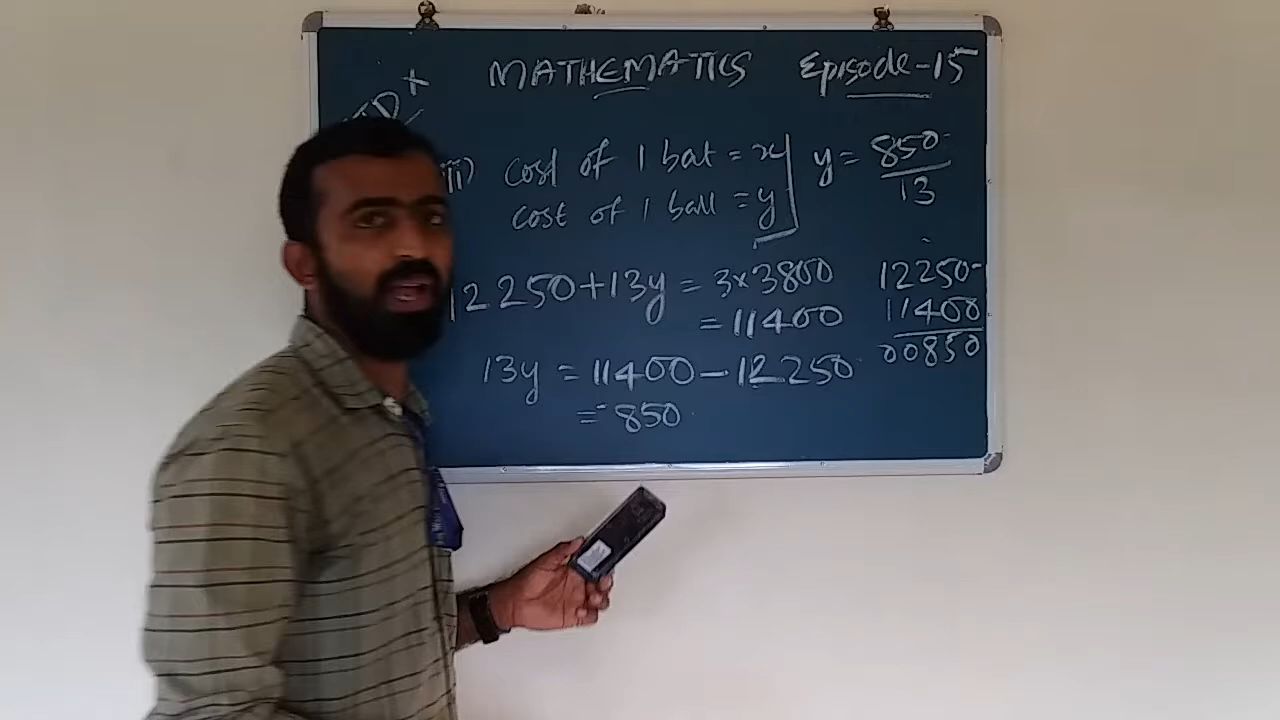 MATHEMATICS Episode-15
iii) cost of 1 bat = x
cost of 1 ball = y
y = 850
13
12250+13y = 3×3800
= 11400
13y = 11400 - 12250
= -850
12250-
11400
00850